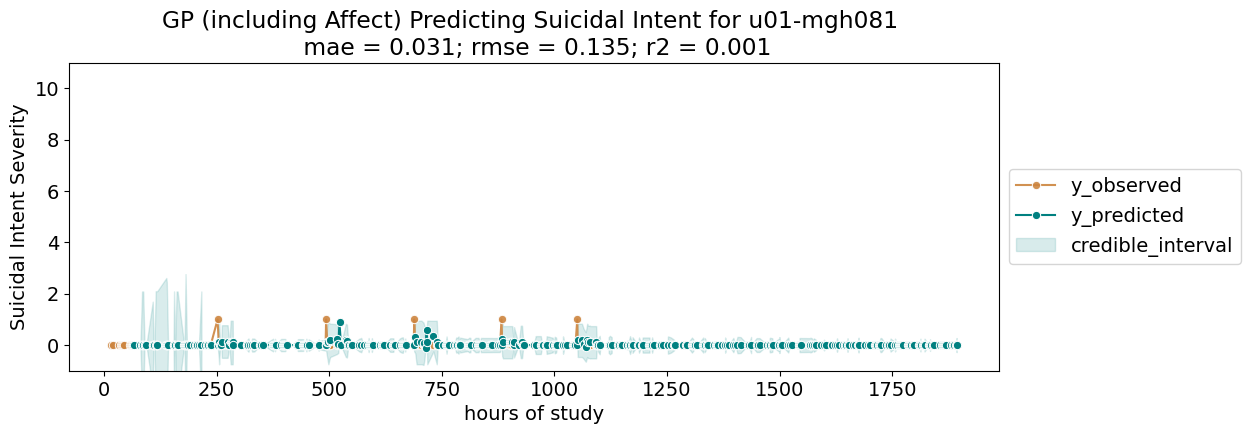 GP (including Affect) Predicting Suicidal Intent for u01-mgh081
mae = 0.031; rmse = 0.135; r2 = 0.001
Suicidal Intent Severity
10
8
6
4
2
0
0 250 500 750 1000 1250 1500 1750
hours of study
y_observed
y_predicted
credible_interval